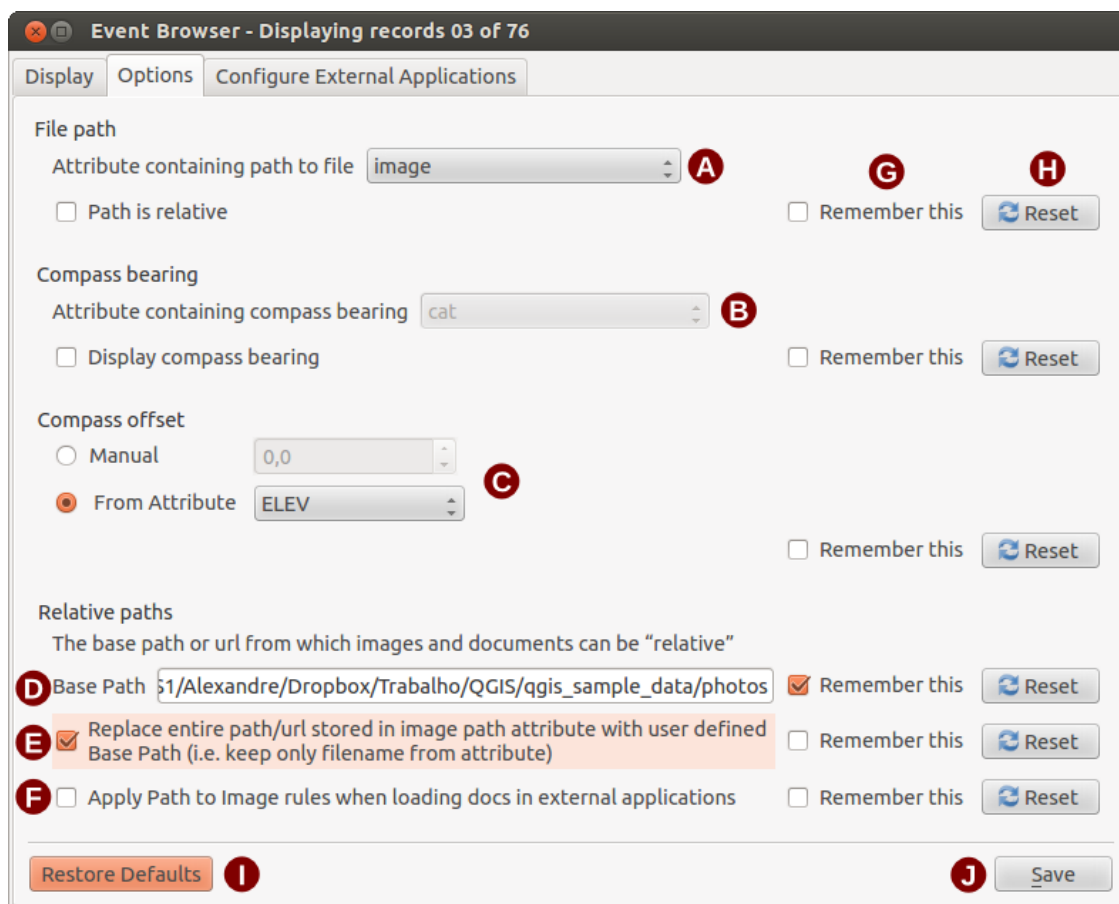 Event Browser - Displaying records 03 of 76
Display Options Configure External Applications
File path
Attribute containing path to file image A G H
Path is relative Remember this Reset
Compass bearing
Attribute containing compass bearing cat B
Display compass bearing Remember this Reset
Compass offset
Manual 0,0
C
From Attribute ELEV
Remember this Reset
Relative paths
The base path or url from which images and documents can be “relative”
D Base Path S1/Alexandre/Dropbox/Trabalho/QGIS/qgis_sample_data/photos Remember this Reset
E Replace entire path/url stored in image path attribute with user defined
Base Path (i.e. keep only filename from attribute) Remember this Reset
F Apply Path to Image rules when loading docs in external applications Remember this Reset
Restore Defaults I J Save